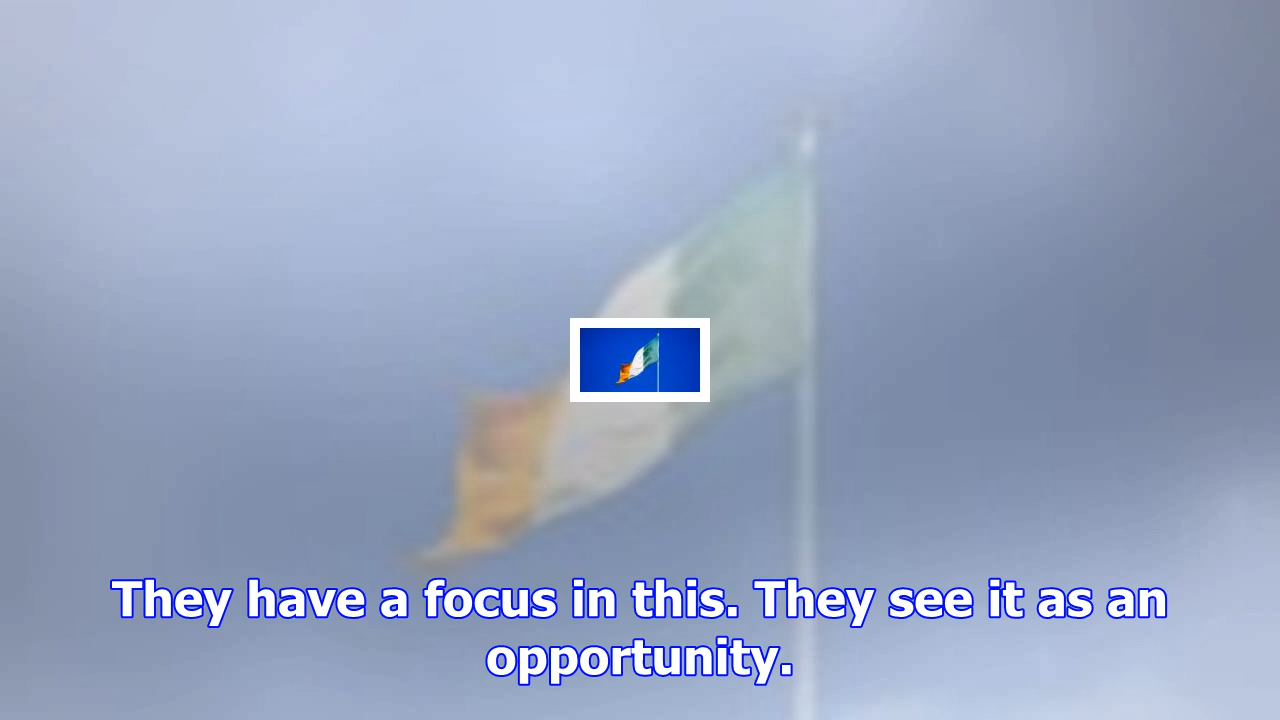 They have a focus in this. They see it as an
opportunity.